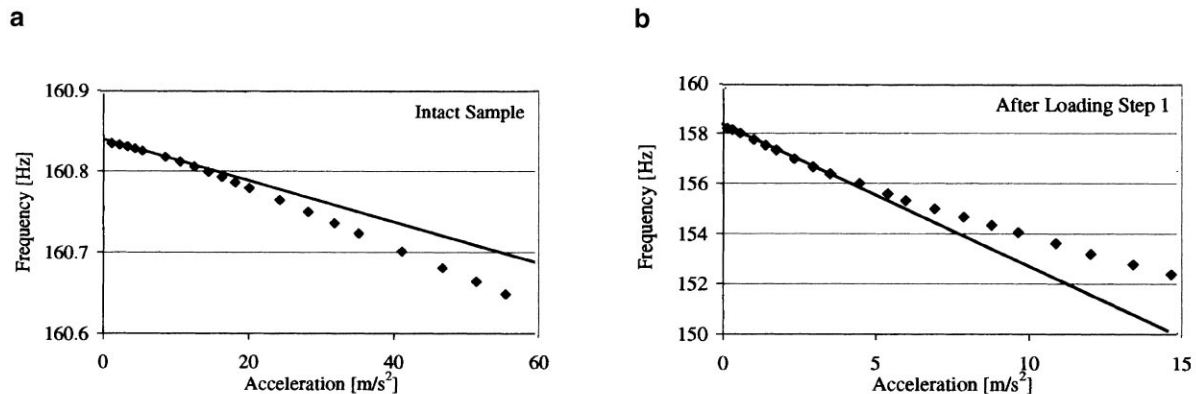 a
160.9
160.8
160.7
160.6
Frequency [Hz]
Intact Sample
0 20 40 60
Acceleration [m/s²]
b
160
158
156
154
152
150
Frequency [Hz]
After Loading Step 1
0 5 10 15
Acceleration [m/s²]